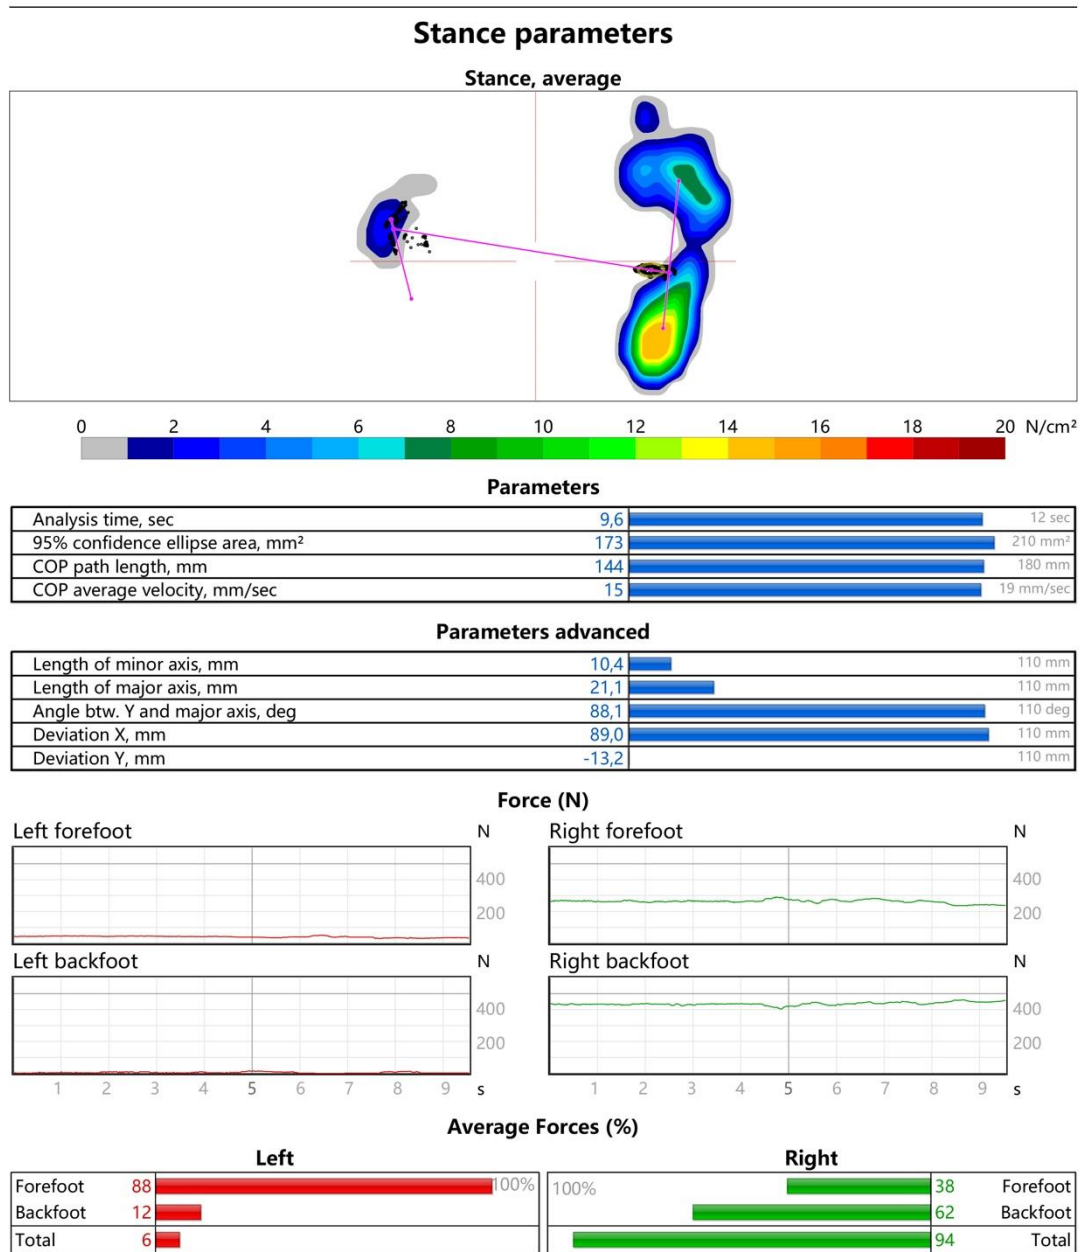 Stance parameters
Stance, average
0 2 4 6 8 10 12 14 16 18 20 N/cm²
Parameters
Analysis time, sec 9,6 12 sec
95% confidence ellipse area, mm² 173 210 mm²
COP path length, mm 144 180 mm
COP average velocity, mm/sec 15 19 mm/sec
Parameters advanced
Length of minor axis, mm 10,4 110 mm
Length of major axis, mm 21,1 110 mm
Angle btw. Y and major axis, deg 88,1 110 deg
Deviation X, mm 89,0 110 mm
Deviation Y, mm -13,2 110 mm
Force (N)
Left forefoot N Right forefoot N
400 400
200 200
Left backfoot N Right backfoot N
400 400
200 200
1 2 3 4 5 6 7 8 9 s 1 2 3 4 5 6 7 8 9 s
Average Forces (%)
Left Right
Forefoot 88 100% 100% 38 Forefoot
Backfoot 12 62 Backfoot
Total 6 94 Total